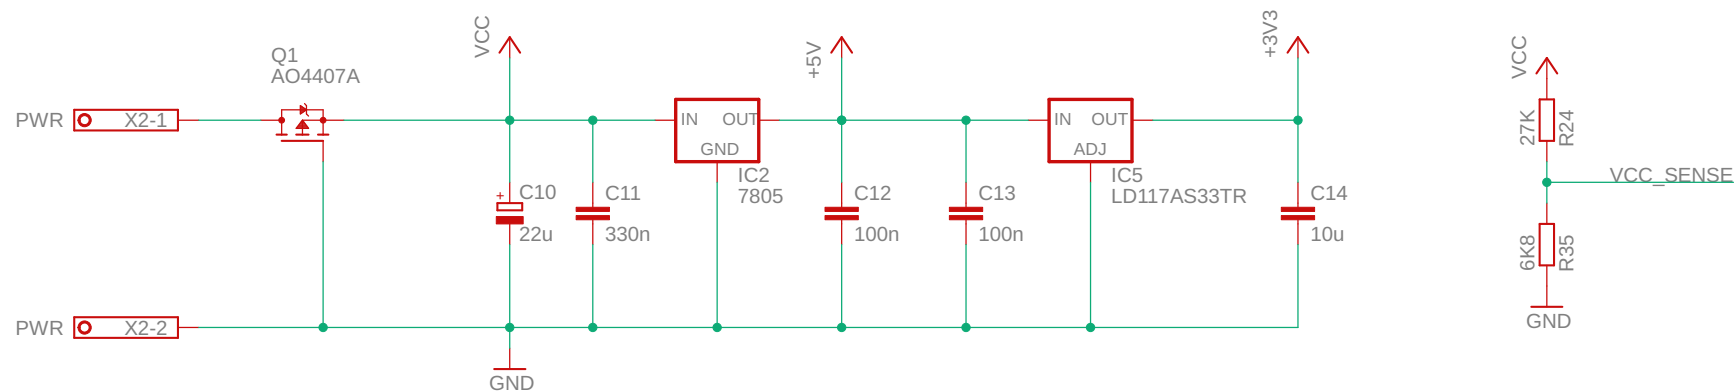 Q1
AO4407A
PWR
X2-1
VCC
+
C10
22u
C11
330n
IN
OUT
GND
IC2
7805
+5V
C12
100n
C13
100n
IN
OUT
ADJ
IC5
LD117AS33TR
+3V3
C14
10u
PWR
X2-2
GND
VCC
27K
R24
VCC_SENSE
6K8
R35
GND